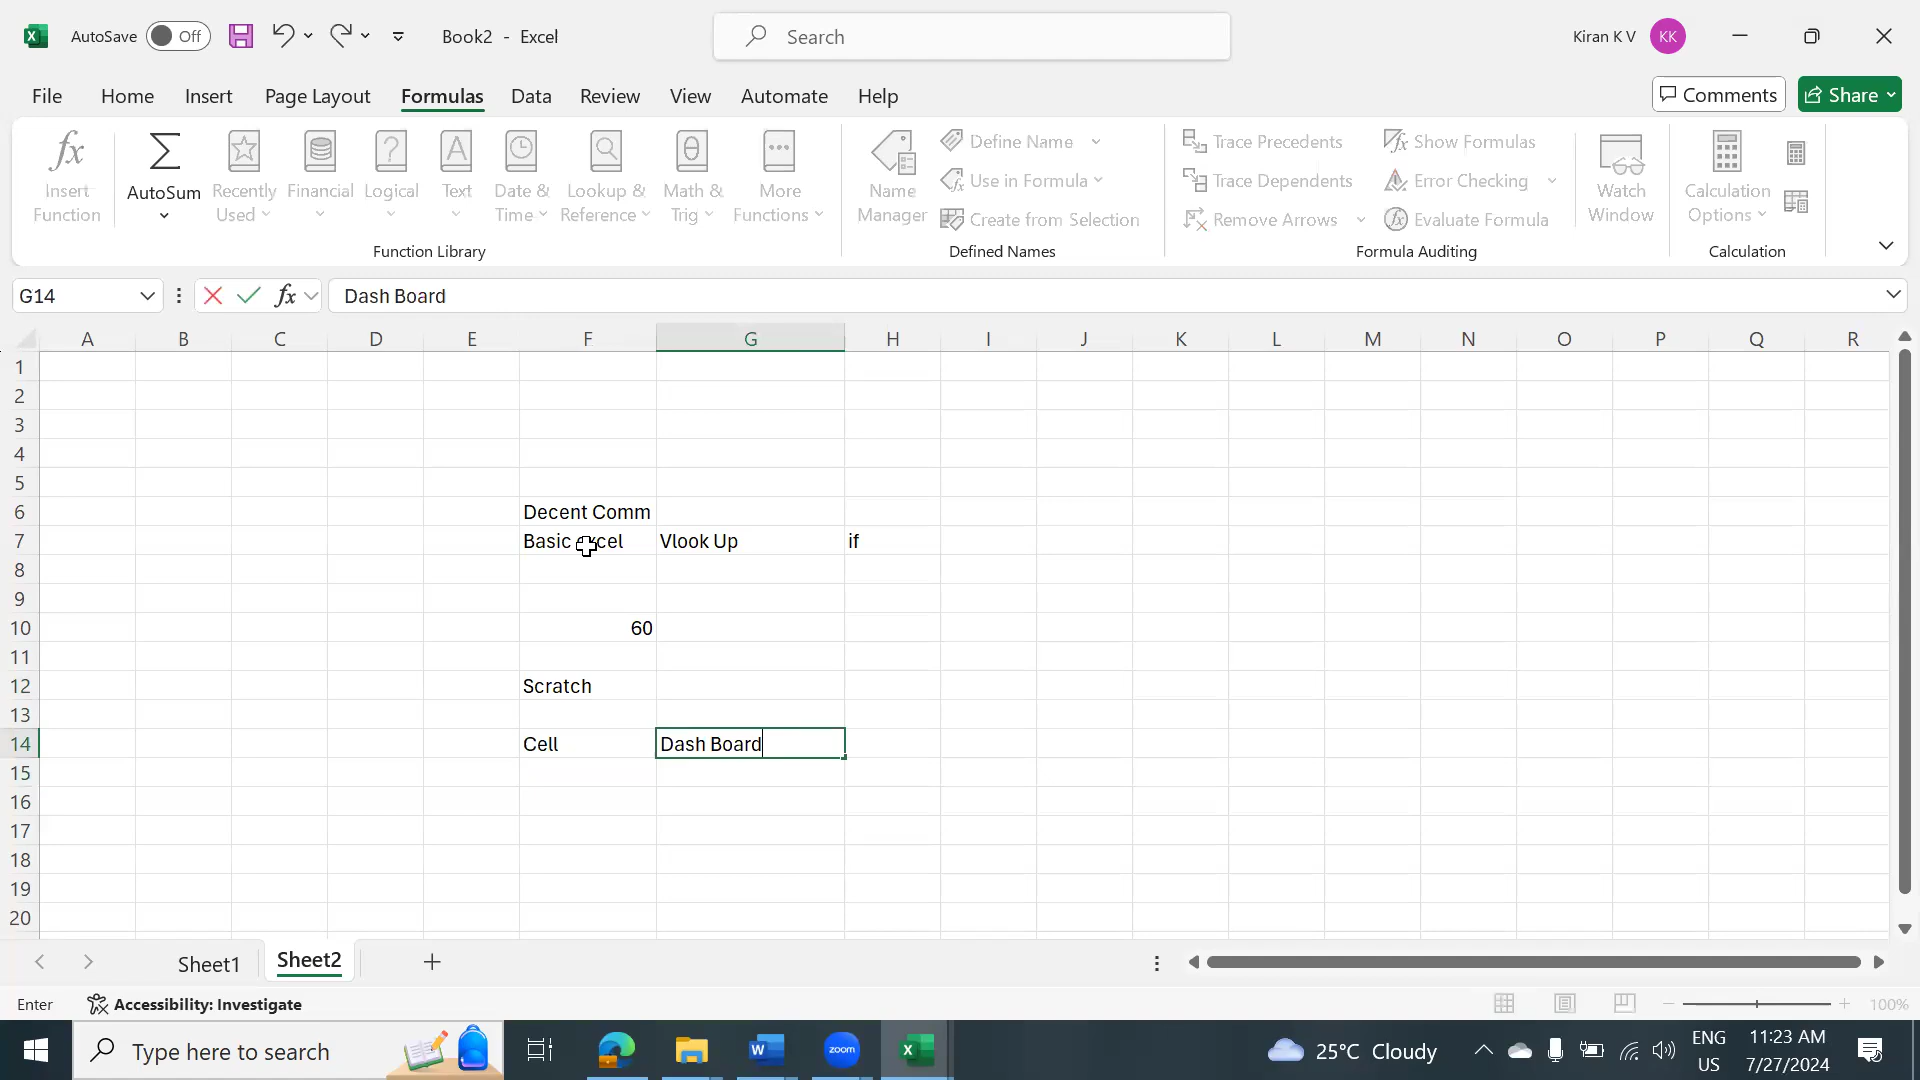 AutoSave Off Book2 - Excel Search Kiran K V KK
File Home Insert Page Layout Formulas Data Review View Automate Help Comments Share
Insert Function
AutoSum
Recently Used
Financial
Logical
Text
Date & Time
Lookup & Reference
Math & Trig
More Functions
Function Library
Name Manager
Define Name
Use in Formula
Create from Selection
Defined Names
Trace Precedents
Trace Dependents
Remove Arrows
Show Formulas
Error Checking
Evaluate Formula
Formula Auditing
Watch Window
Calculation Options
Calculation
G14 fx Dash Board
A B C D E F G H I J K L M N O P Q R
1
2
3
4
5
6 Decent Comm
7 Basic excel Vlook Up if
8
9
10 60
11
12 Scratch
13
14 Cell Dash Board
15
16
17
18
19
20
Sheet1 Sheet2
Enter Accessibility: Investigate 100%
Type here to search zoom 25°C Cloudy ENG US 11:23 AM 7/27/2024